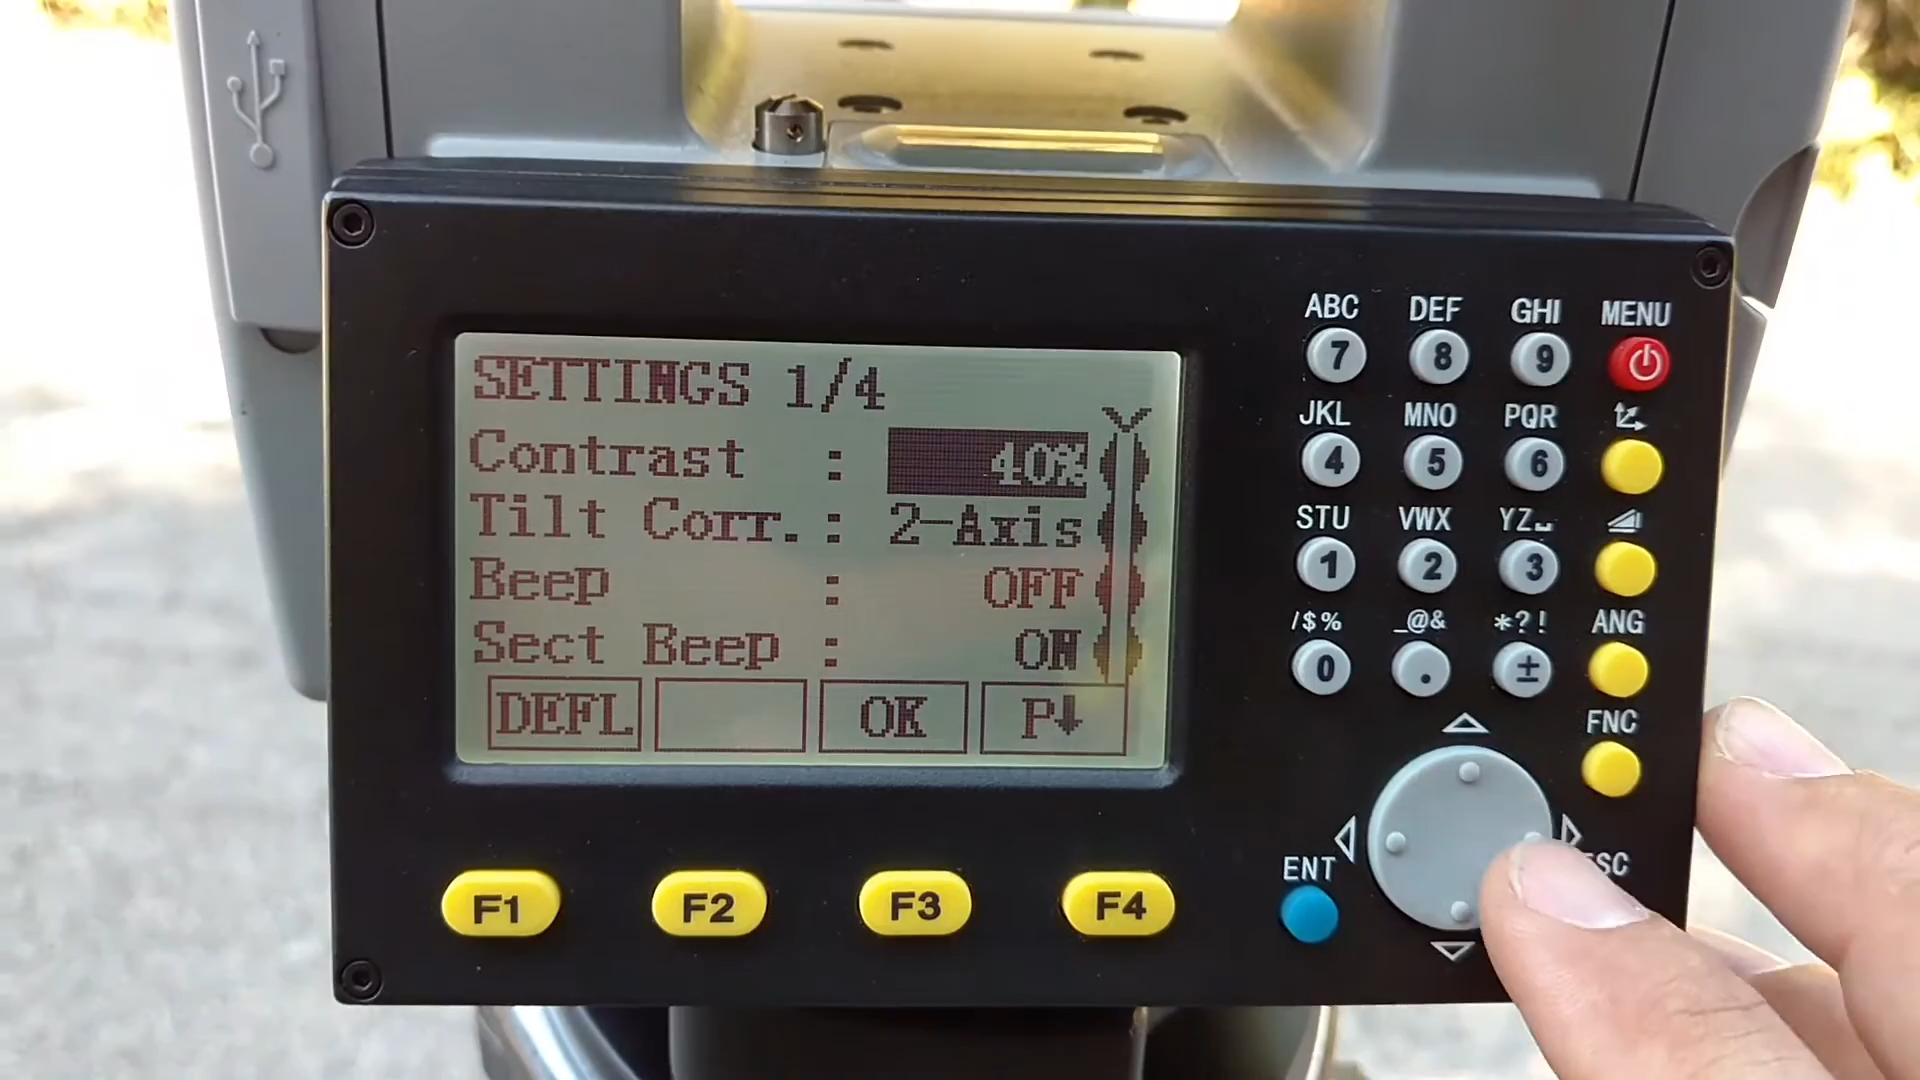 SETTINGS 1/4
Contrast : 40%
Tilt Corr. : 2-Axis
Beep : OFF
Sect Beep : ON
DEFL OK P↓
F1 F2 F3 F4
ABC DEF GHI MENU
7 8 9
JKL MNO PQR
4 5 6
STU VWX YZ␣
1 2 3
/$% _@& *?! ANG
0 . ±
FNC
ENT SC